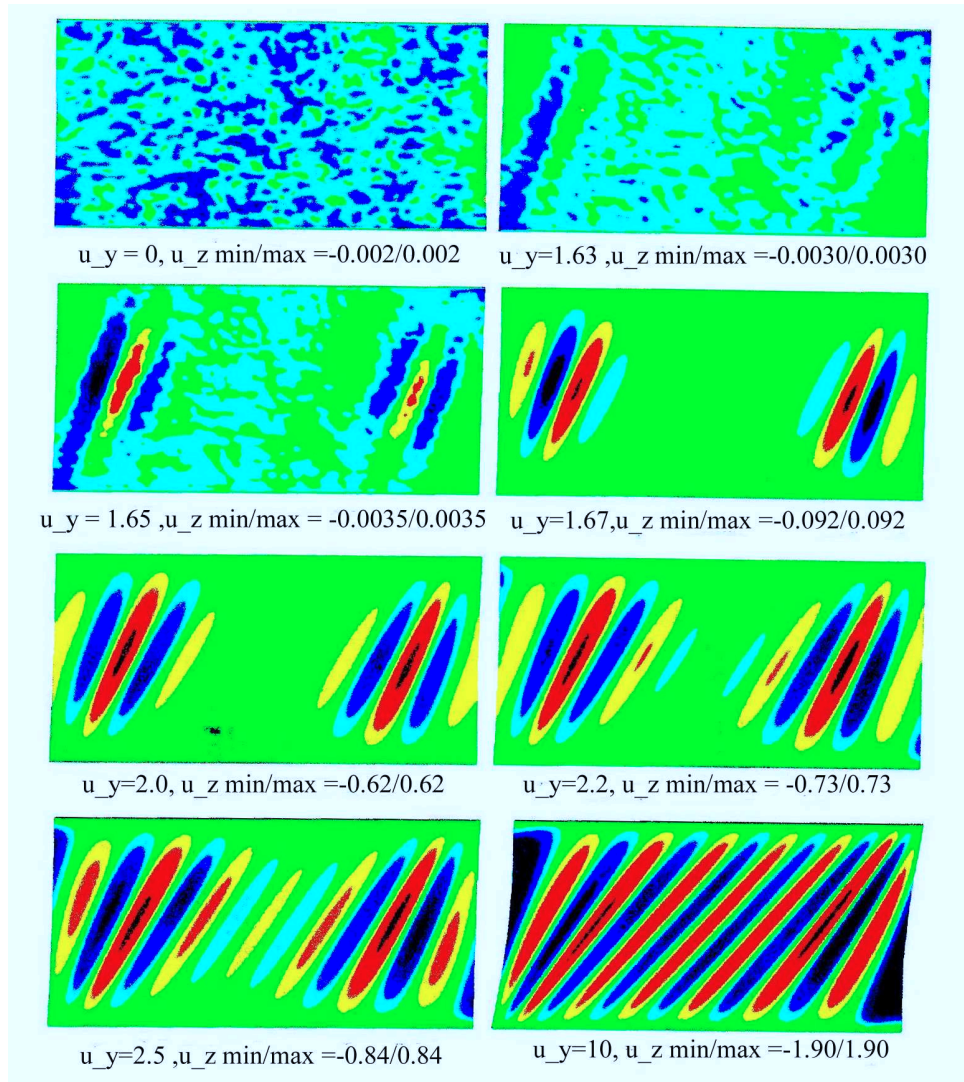 u_y = 0, u_z min/max =-0.002/0.002
u_y=1.63 ,u_z min/max =-0.0030/0.0030
u_y = 1.65 ,u_z min/max = -0.0035/0.0035
u_y=1.67,u_z min/max =-0.092/0.092
u_y=2.0, u_z min/max =-0.62/0.62
u_y=2.2, u_z min/max = -0.73/0.73
u_y=2.5 ,u_z min/max =-0.84/0.84
u_y=10, u_z min/max =-1.90/1.90